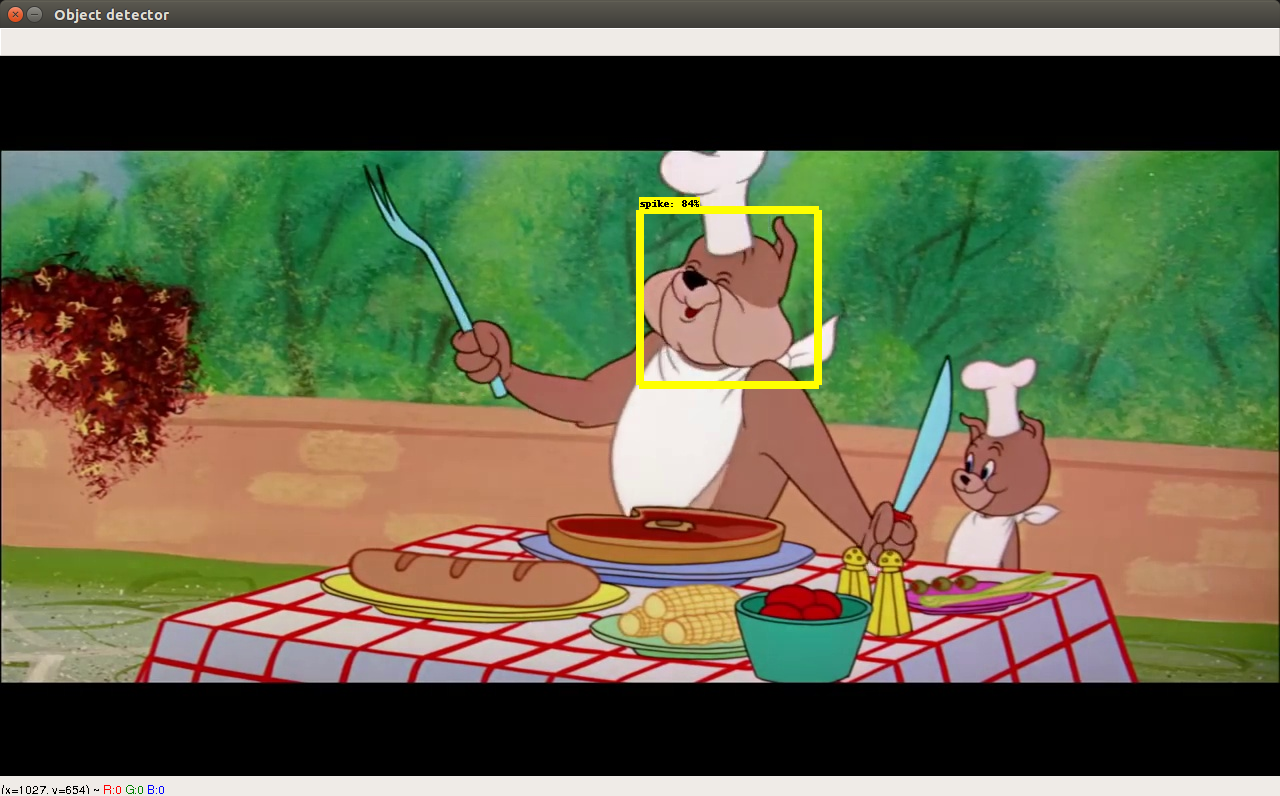 Object detector
spike: 84%
(x=1027, y=654) ~ R:0 G:0 B:0